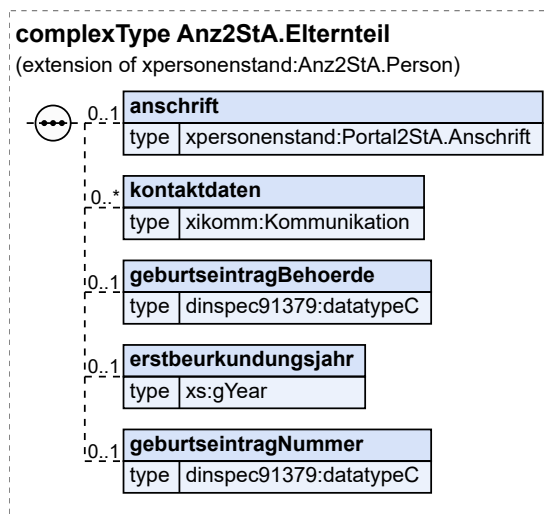 complexType Anz2StA.Elternteil
(extension of xpersonenstand:Anz2StA.Person)
0..1 anschrift
type xpersonenstand:Portal2StA.Anschrift
0..* kontaktdaten
type xikomm:Kommunikation
0..1 geburtseintragBehoerde
type dinspec91379:datatypeC
0..1 erstbeurkundungsjahr
type xs:gYear
0..1 geburtseintragNummer
type dinspec91379:datatypeC